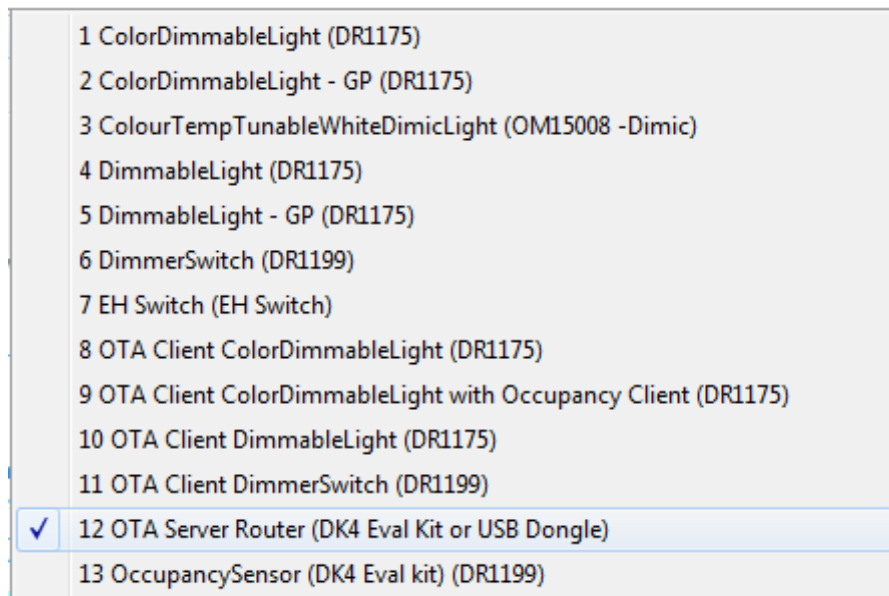 1 ColorDimmableLight (DR1175)
2 ColorDimmableLight - GP (DR1175)
3 ColourTempTunableWhiteDimicLight (OM15008 -Dimic)
4 DimmableLight (DR1175)
5 DimmableLight - GP (DR1175)
6 DimmerSwitch (DR1199)
7 EH Switch (EH Switch)
8 OTA Client ColorDimmableLight (DR1175)
9 OTA Client ColorDimmableLight with Occupancy Client (DR1175)
10 OTA Client DimmableLight (DR1175)
11 OTA Client DimmerSwitch (DR1199)
12 OTA Server Router (DK4 Eval Kit or USB Dongle)
13 OccupancySensor (DK4 Eval kit) (DR1199)